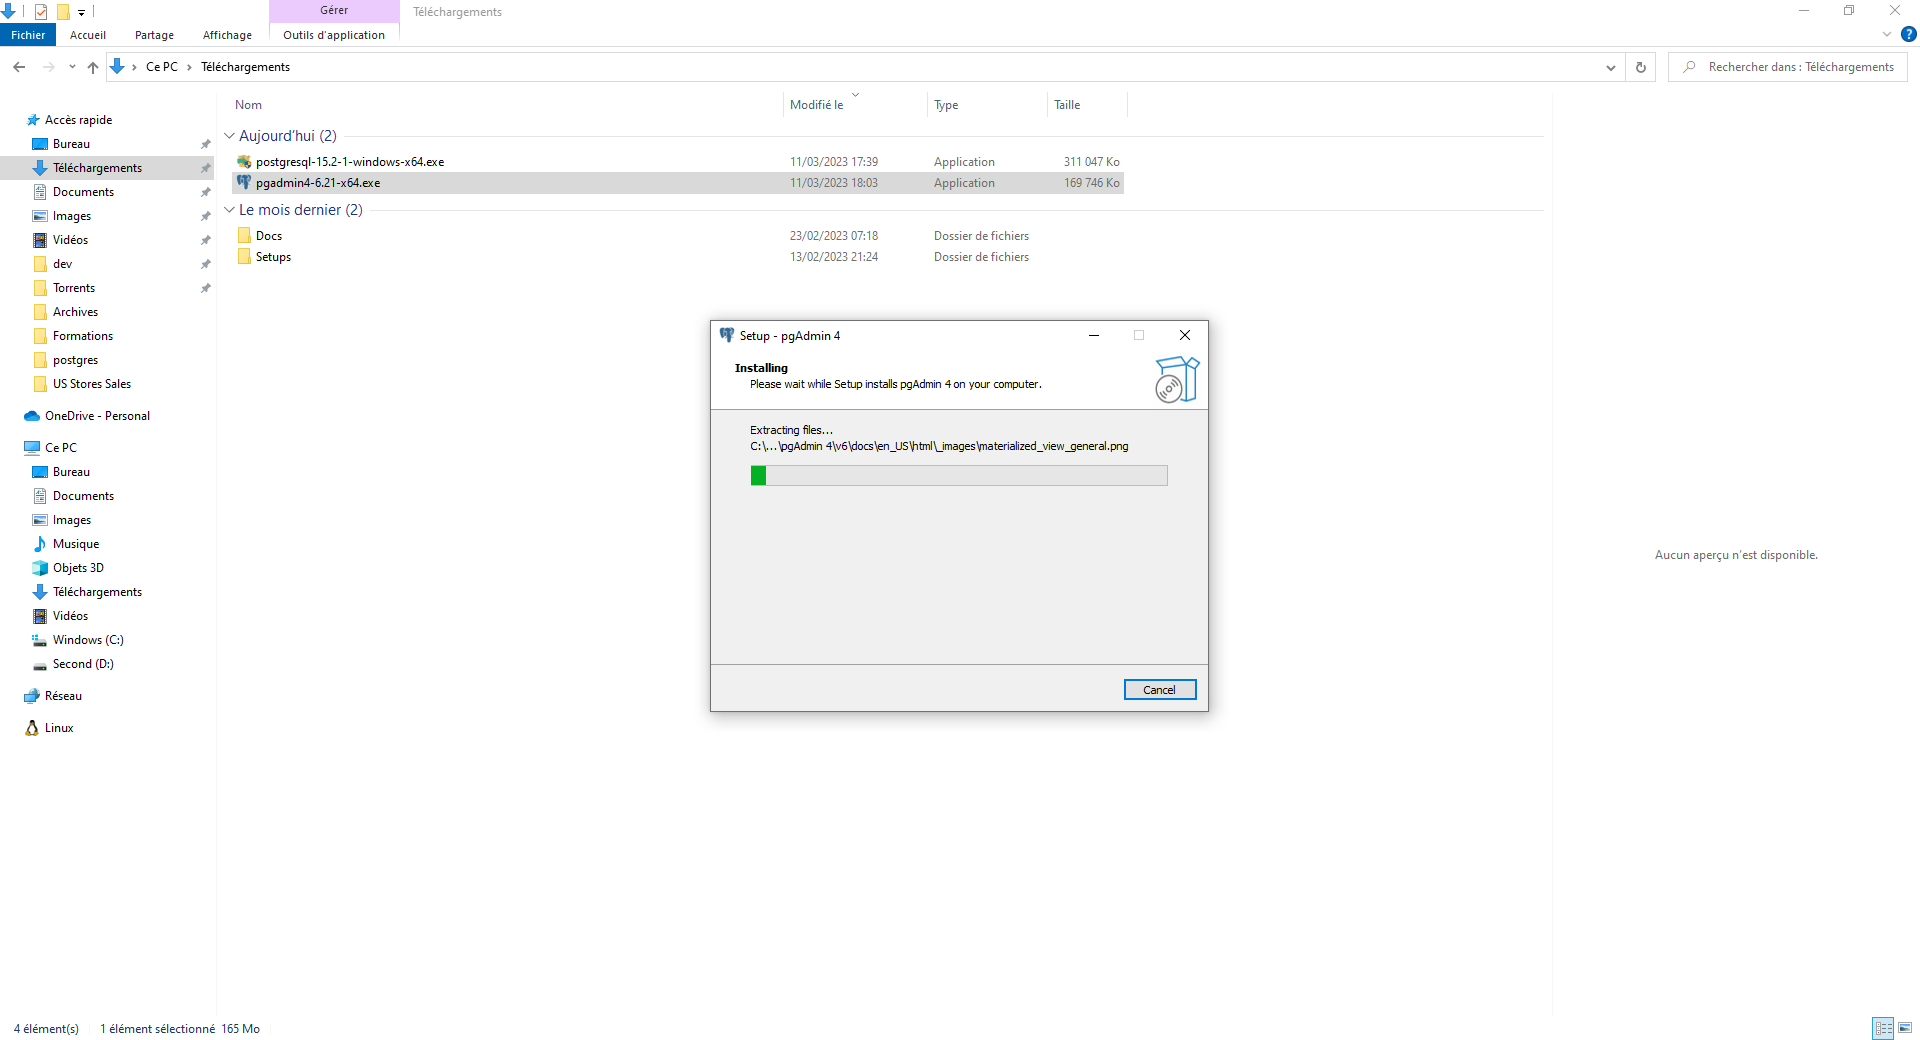 Gérer
Téléchargements
Fichier
Accueil
Partage
Affichage
Outils d'application
?
Ce PC
Téléchargements
Rechercher dans : Téléchargements
Nom
Modifié le
Type
Taille
Accès rapide
Bureau
Téléchargements
Documents
Images
Vidéos
dev
Torrents
Archives
Formations
postgres
US Stores Sales
OneDrive - Personal
Ce PC
Bureau
Documents
Images
Musique
Objets 3D
Téléchargements
Vidéos
Windows (C:)
Second (D:)
Réseau
Linux
Aujourd'hui (2)
postgresql-15.2-1-windows-x64.exe 11/03/2023 17:39 Application 311 047 Ko
pgadmin4-6.21-x64.exe 11/03/2023 18:03 Application 169 746 Ko
Le mois dernier (2)
Docs 23/02/2023 07:18 Dossier de fichiers
Setups 13/02/2023 21:24 Dossier de fichiers
Setup - pgAdmin 4
Installing
Please wait while Setup installs pgAdmin 4 on your computer.
Extracting files...
C:\...\pgAdmin 4\v6\docs\en_US\html\_images\materialized_view_general.png
Cancel
Aucun aperçu n'est disponible.
4 élément(s)
1 élément sélectionné 165 Mo